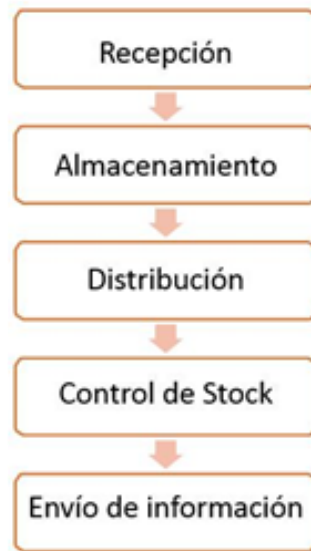 Recepción
Almacenamiento
Distribución
Control de Stock
Envío de información